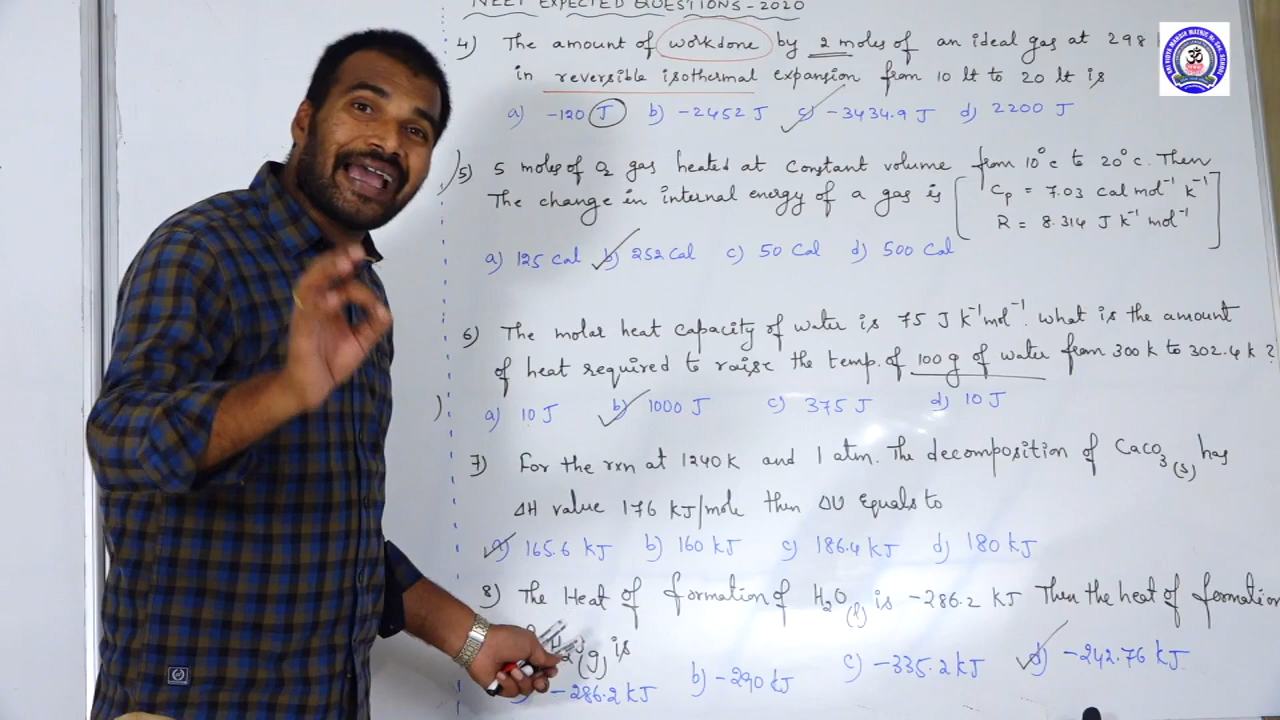 NEET EXPECTED QUESTIONS - 2020
4) The amount of workdone by 2 moles of an ideal gas at 298
in reversible isothermal expansion from 10 lt to 20 lt is
a) -120 J b) -2452 J c) -3434.9 J d) 2200 J
5) 5 moles of O2 gas heated at constant volume from 10°c to 20°c. Then
The change in internal energy of a gas is [Cp = 7.03 cal mol⁻¹ k⁻¹
R = 8.314 J k⁻¹ mol⁻¹]
a) 125 cal b) 252 Cal c) 50 Cal d) 500 Cal
6) The molar heat capacity of water is 75 J k⁻¹ mol⁻¹. what is the amount
of heat required to raise the temp. of 100 g of water from 300 k to 302.4 k ?
a) 10 J b) 1000 J c) 375 J d) 10 J
7) For the rxn at 1240 k and 1 atm. The decomposition of CaCO3(s) has
ΔH value 176 KJ/mole then ΔU equals to
a) 165.6 KJ b) 160 KJ c) 186.4 KJ d) 180 KJ
8) The Heat of formation of H2O(l) is -286.2 KJ Then the heat of formation
(g) is
-286.2 KJ b) -290 KJ c) -335.2 KJ d) -242.76 KJ